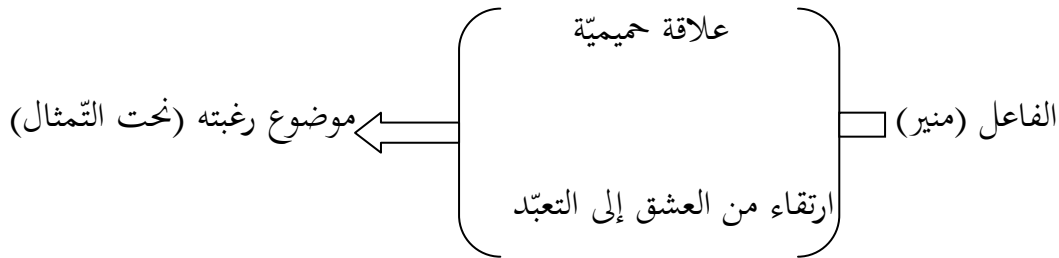 علاقة حميميّة
الفاعل (منير) موضوع رغبته (نحت التّمثال)
ارتقاء من العشق إلى التعبّد